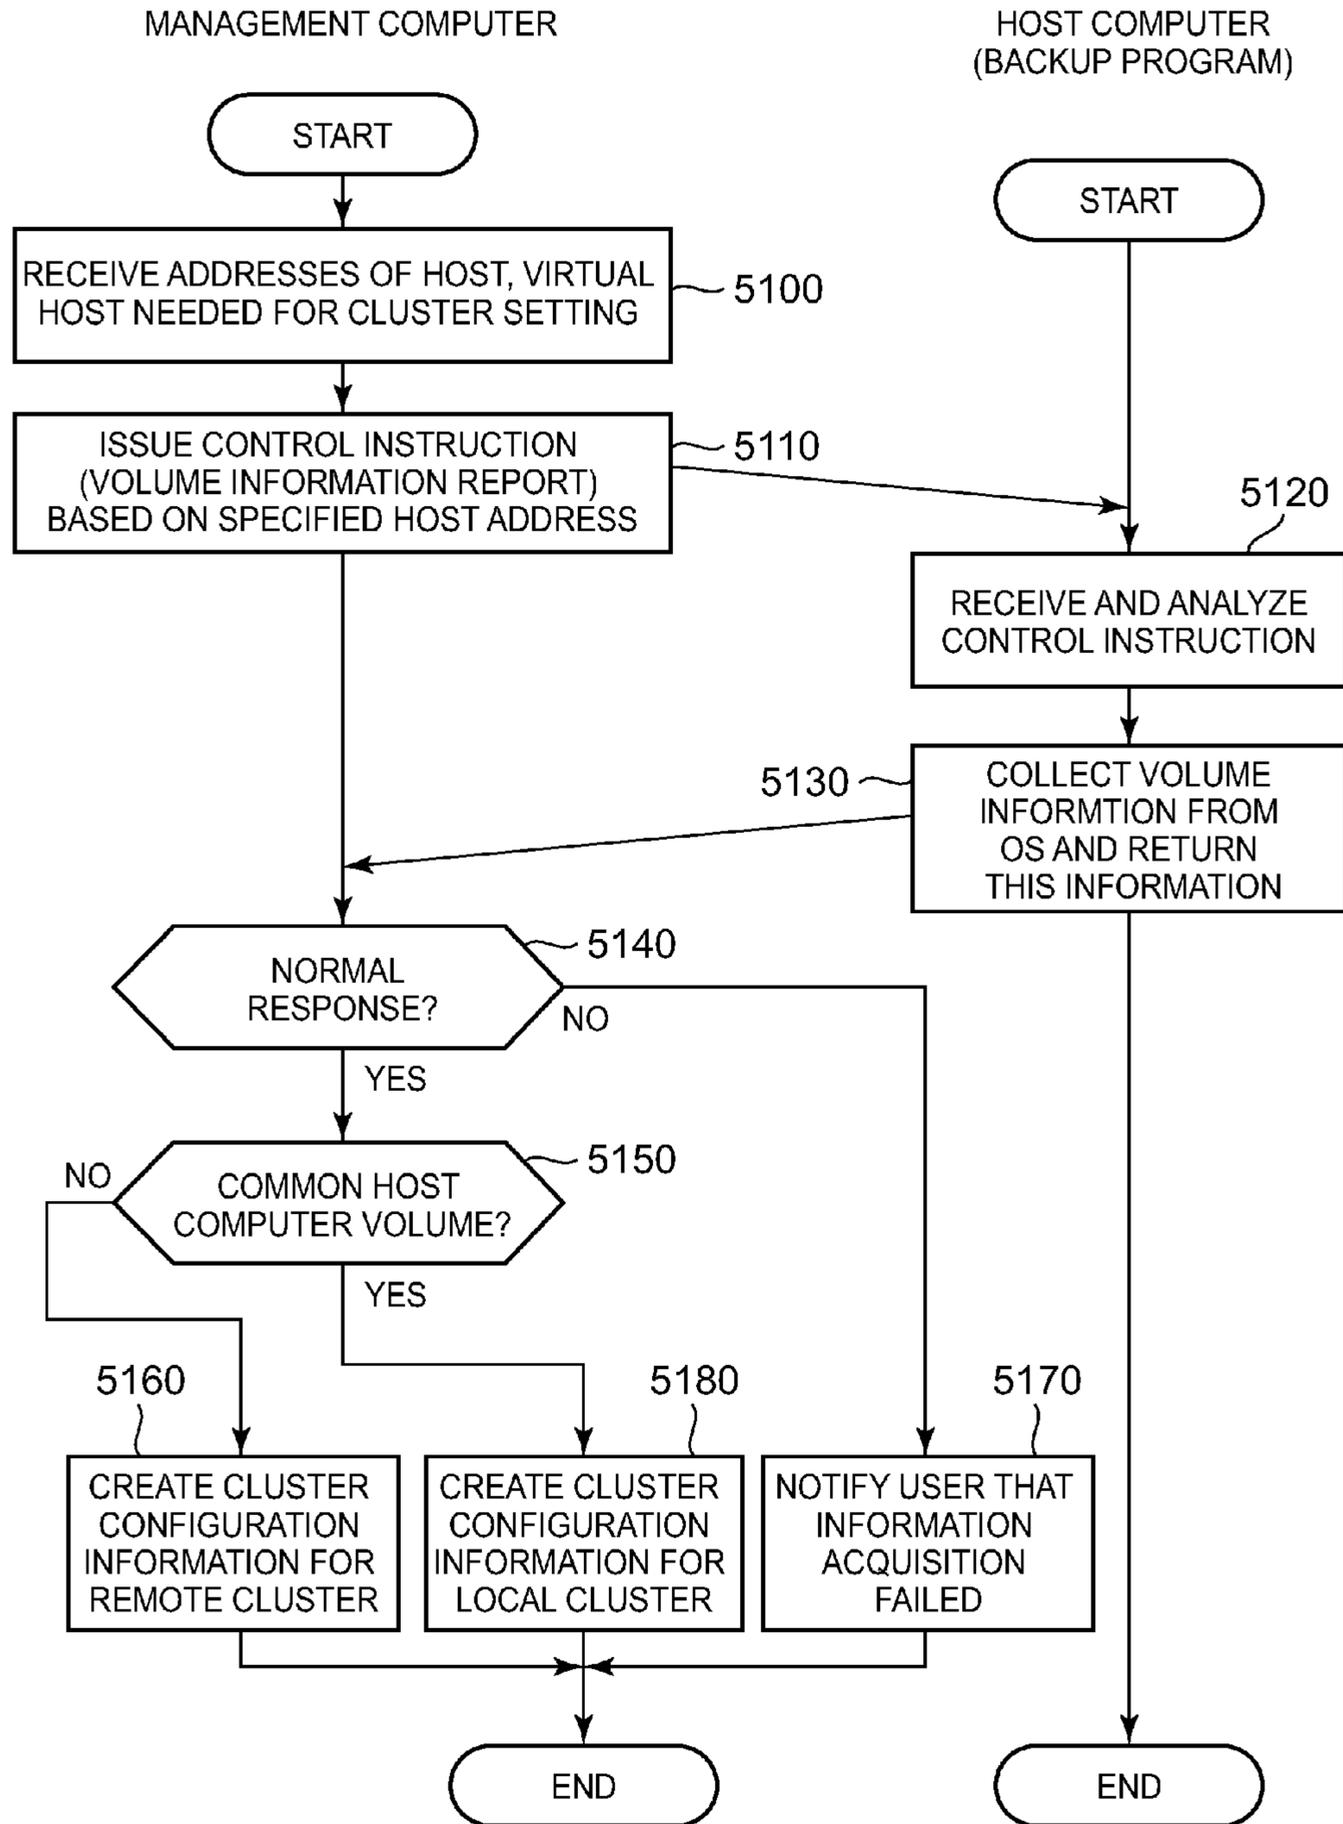 MANAGEMENT COMPUTER
HOST COMPUTER
(BACKUP PROGRAM)
START
START
RECEIVE ADDRESSES OF HOST, VIRTUAL
HOST NEEDED FOR CLUSTER SETTING
5100
ISSUE CONTROL INSTRUCTION
(VOLUME INFORMATION REPORT)
BASED ON SPECIFIED HOST ADDRESS
5110
5120
RECEIVE AND ANALYZE
CONTROL INSTRUCTION
5130
COLLECT VOLUME
INFORMTION FROM
OS AND RETURN
THIS INFORMATION
5140
NORMAL
RESPONSE?
NO
YES
5150
NO
COMMON HOST
COMPUTER VOLUME?
YES
5160
5180
5170
CREATE CLUSTER
CONFIGURATION
INFORMATION FOR
REMOTE CLUSTER
CREATE CLUSTER
CONFIGURATION
INFORMATION FOR
LOCAL CLUSTER
NOTIFY USER THAT
INFORMATION
ACQUISITION
FAILED
END
END